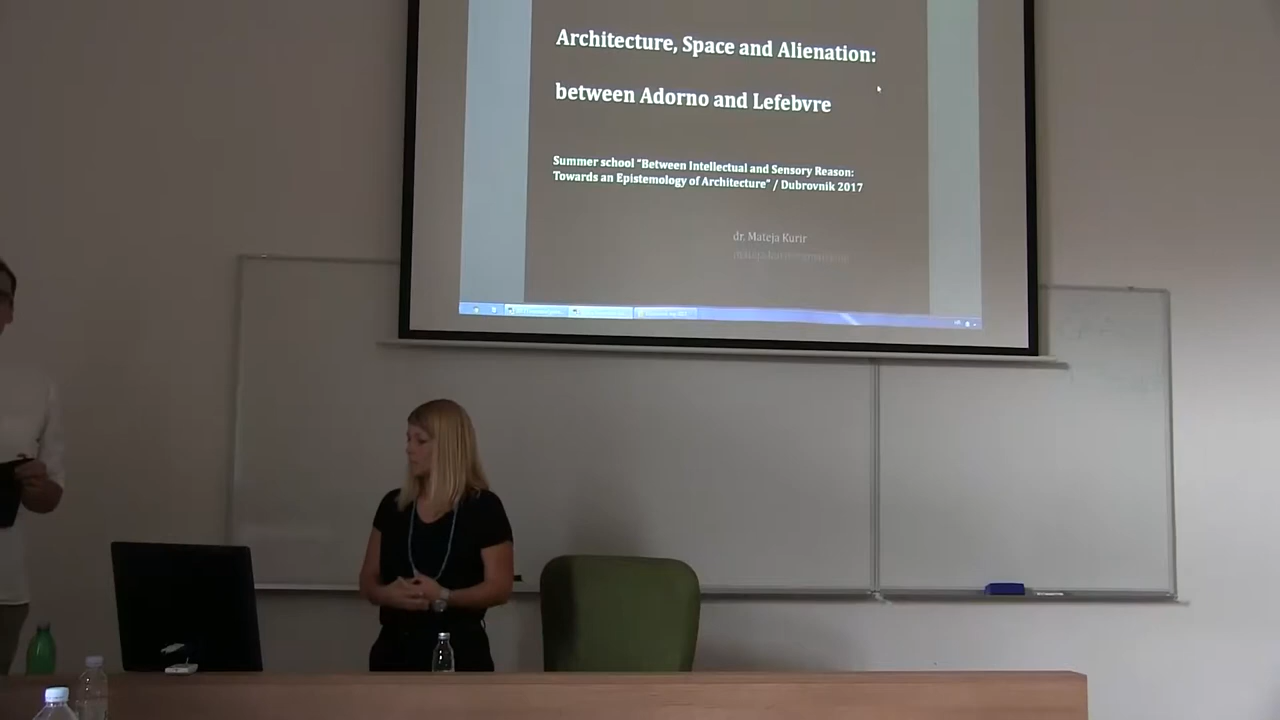 Architecture, Space and Alienation:
between Adorno and Lefebvre
Summer school "Between Intellectual and Sensory Reason:
Towards an Epistemology of Architecture" / Dubrovnik 2017
dr. Mateja Kurir